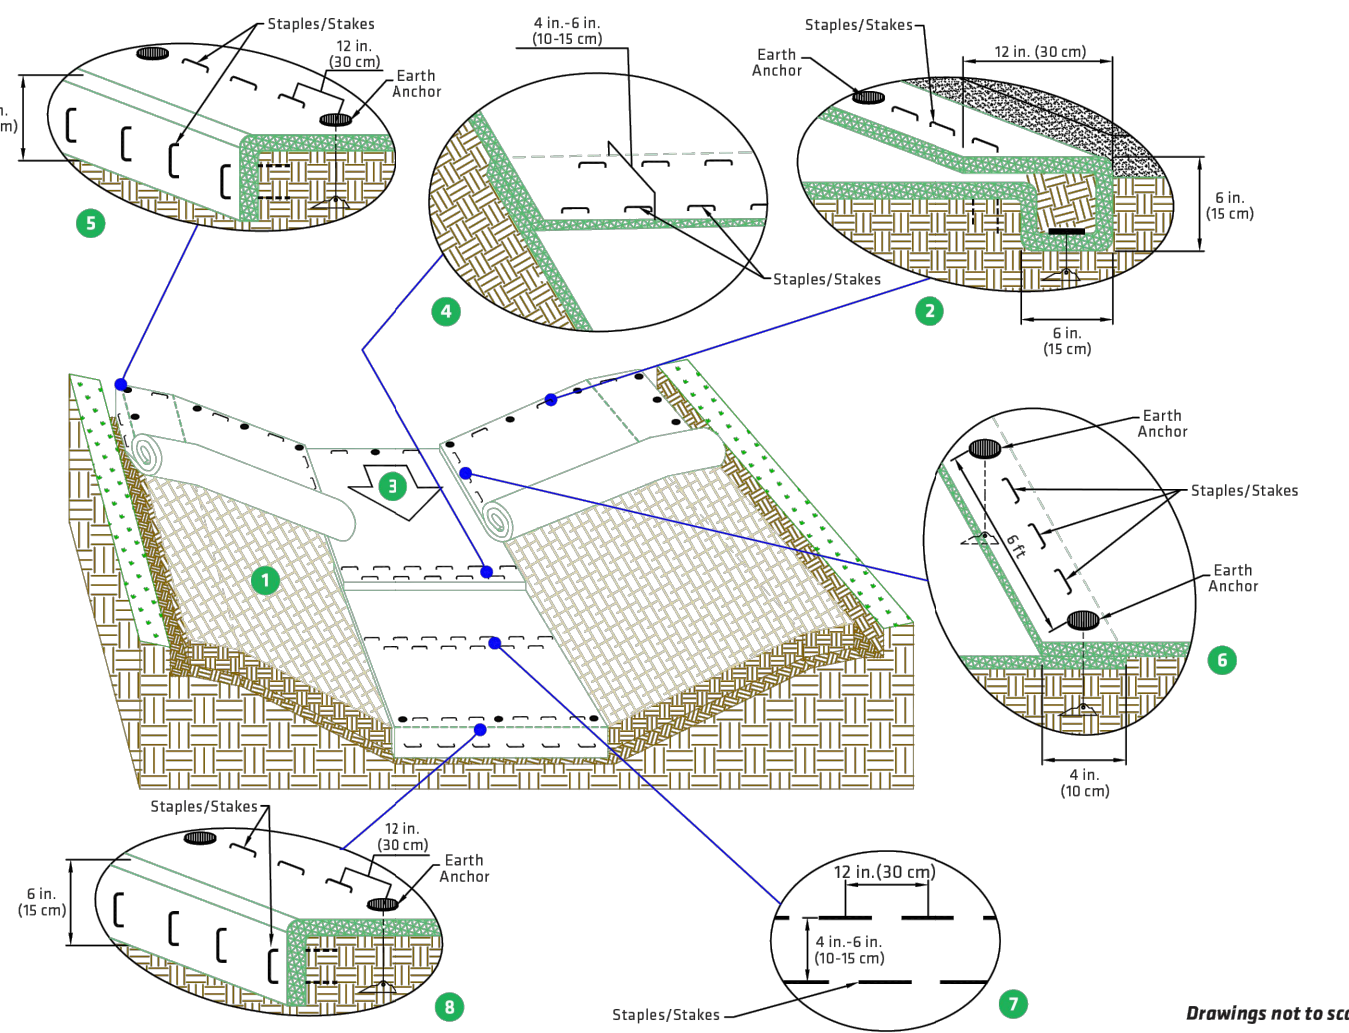 Staples/Stakes
12 in.
(30 cm)
Earth
Anchor
5
4 in.-6 in.
(10-15 cm)
Staples/Stakes
4
Staples/Stakes
Earth
Anchor
12 in. (30 cm)
6 in.
(15 cm)
6 in.
(15 cm)
2
3
1
Earth
Anchor
Staples/Stakes
6 ft
Earth
Anchor
6
4 in.
(10 cm)
Staples/Stakes
12 in.
(30 cm)
Earth
Anchor
6 in.
(15 cm)
8
12 in.(30 cm)
4 in.-6 in.
(10-15 cm)
Staples/Stakes
7
Drawings not to